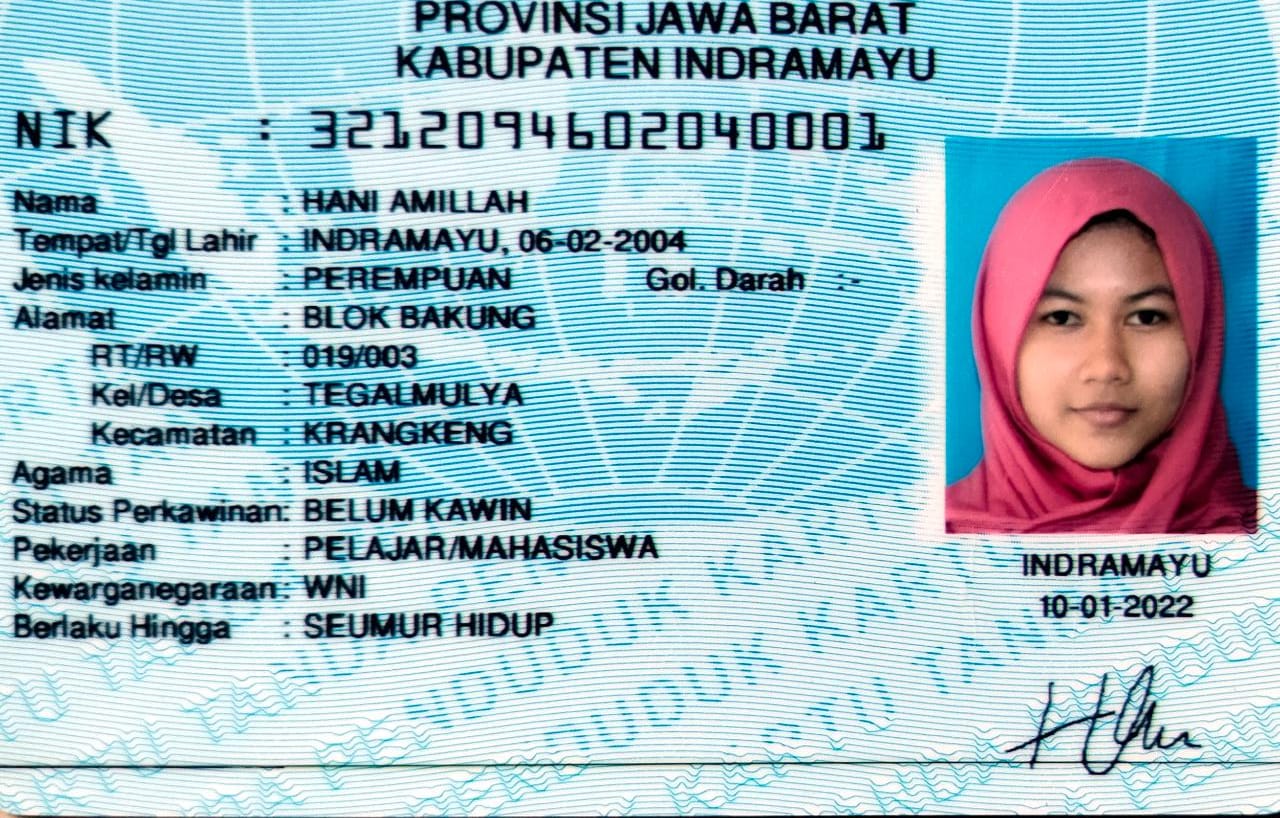 PROVINSI JAWA BARAT
KABUPATEN INDRAMAYU
NIK : 3212094602040001
Nama : HANI AMILLAH
Tempat/Tgl Lahir : INDRAMAYU, 06-02-2004
Jenis kelamin : PEREMPUAN Gol. Darah : -
Alamat : BLOK BAKUNG
RT/RW : 019/003
Kel/Desa : TEGALMULYA
Kecamatan : KRANGKENG
Agama : ISLAM
Status Perkawinan: BELUM KAWIN
Pekerjaan : PELAJAR/MAHASISWA
Kewarganegaraan : WNI
Berlaku Hingga : SEUMUR HIDUP
INDRAMAYU
10-01-2022